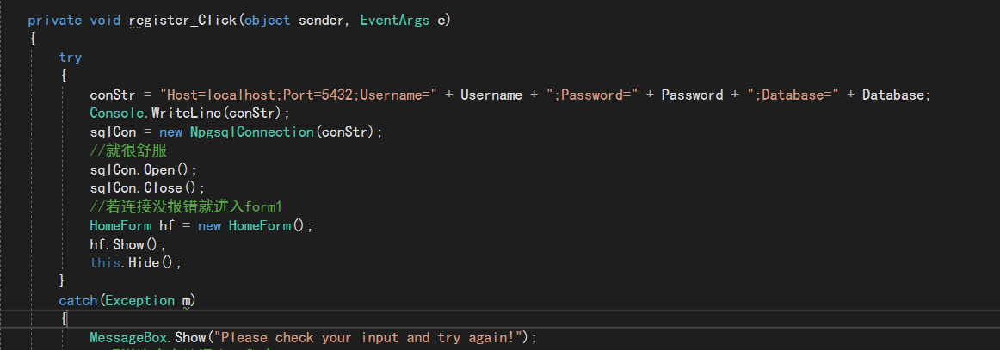 private void register_Click(object sender, EventArgs e)
{
try
{
conStr = "Host=localhost;Port=5432;Username=" + Username + ";Password=" + Password + ";Database=" + Database;
Console.WriteLine(conStr);
sqlCon = new NpgsqlConnection(conStr);
//就很舒服
sqlCon.Open();
sqlCon.Close();
//若连接没报错就进入form1
HomeForm hf = new HomeForm();
hf.Show();
this.Hide();
}
catch(Exception m)
{
MessageBox.Show("Please check your input and try again!");